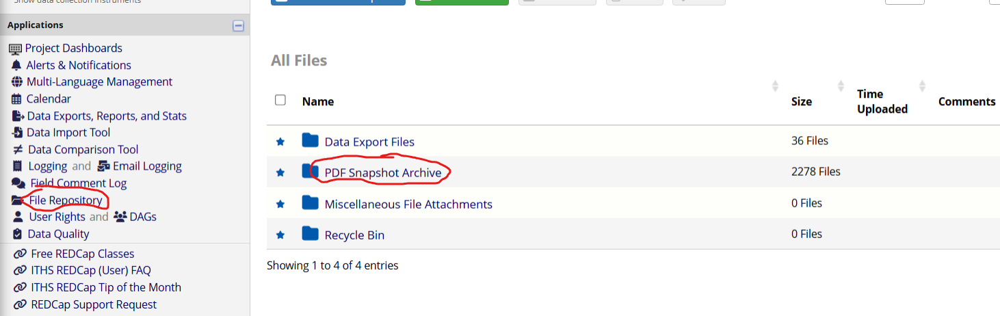 Show data collection instruments
Applications
Project Dashboards
Alerts & Notifications
Multi-Language Management
Calendar
Data Exports, Reports, and Stats
Data Import Tool
Data Comparison Tool
Logging and Email Logging
Field Comment Log
File Repository
User Rights and DAGs
Data Quality
Free REDCap Classes
ITHS REDCap (User) FAQ
ITHS REDCap Tip of the Month
REDCap Support Request
All Files
Name Size Time Uploaded Comments
Data Export Files 36 Files
PDF Snapshot Archive 2278 Files
Miscellaneous File Attachments 0 Files
Recycle Bin 0 Files
Showing 1 to 4 of 4 entries